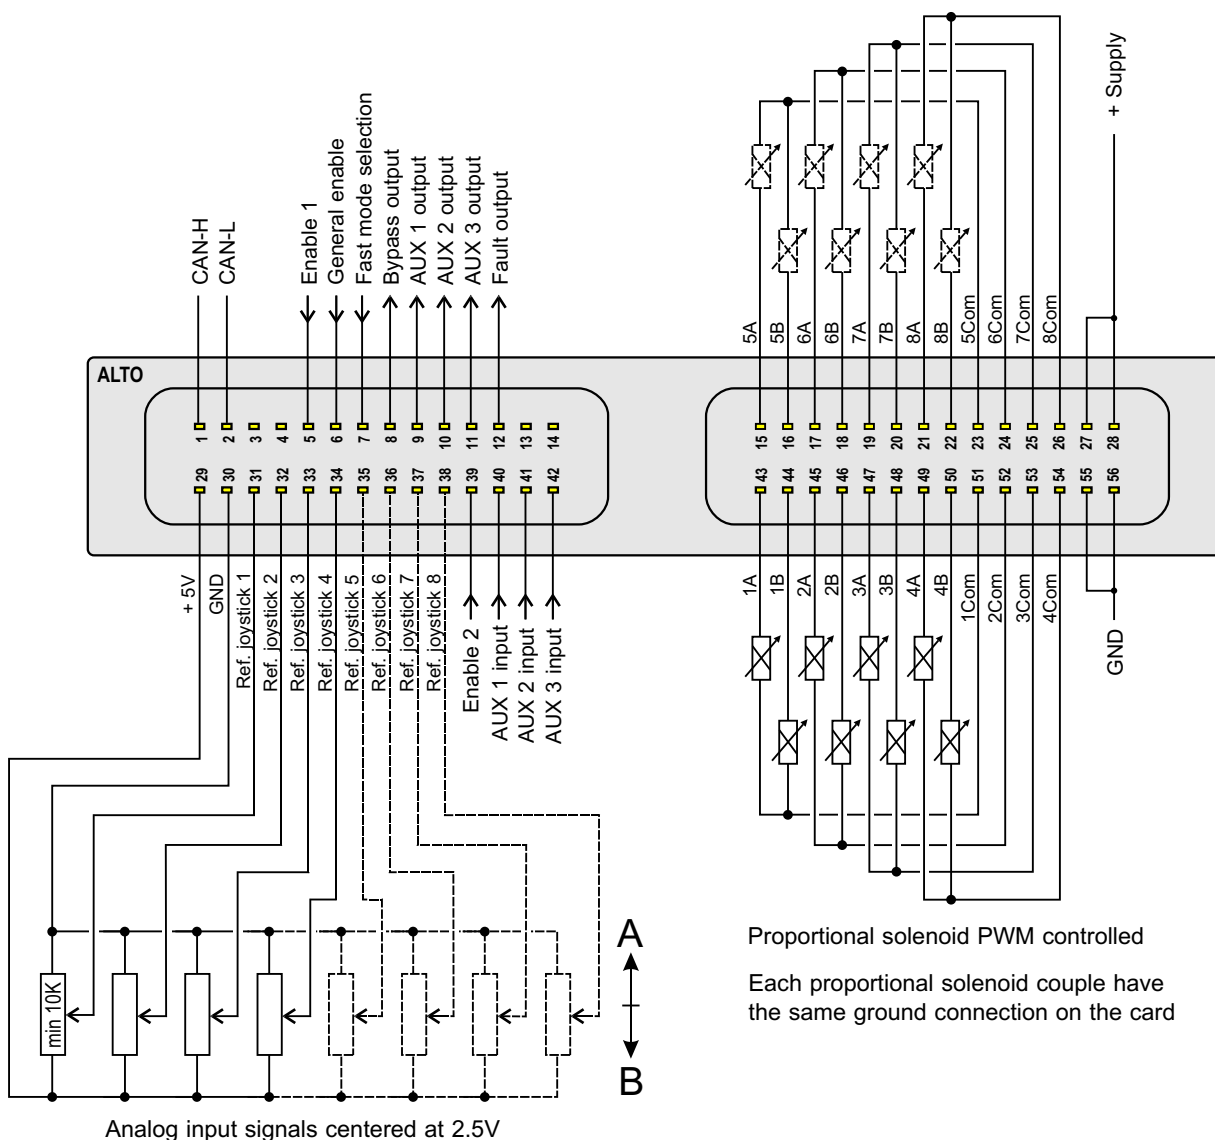 CAN-H
CAN-L
Enable 1
General enable
Fast mode selection
Bypass output
AUX 1 output
AUX 2 output
AUX 3 output
Fault output
5A
5B
6A
6B
7A
7B
8A
8B
5Com
6Com
7Com
8Com
+ Supply
ALTO
1 2 3 4 5 6 7 8 9 10 11 12 13 14
29 30 31 32 33 34 35 36 37 38 39 40 41 42
15 16 17 18 19 20 21 22 23 24 25 26 27 28
43 44 45 46 47 48 49 50 51 52 53 54 55 56
+ 5V
GND
Ref. joystick 1
Ref. joystick 2
Ref. joystick 3
Ref. joystick 4
Ref. joystick 5
Ref. joystick 6
Ref. joystick 7
Ref. joystick 8
Enable 2
AUX 1 input
AUX 2 input
AUX 3 input
1A
1B
2A
2B
3A
3B
4A
4B
1Com
2Com
3Com
4Com
GND
min 10K
A
B
Proportional solenoid PWM controlled
Each proportional solenoid couple have
the same ground connection on the card
Analog input signals centered at 2.5V